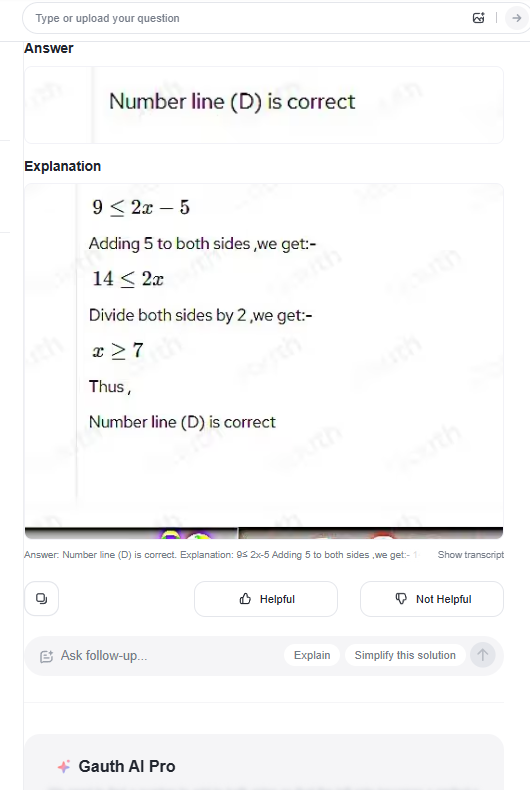 Type or upload your question
Answer
Number line (D) is correct
Explanation
9 ≤ 2x − 5
Adding 5 to both sides ,we get:-
14 ≤ 2x
Divide both sides by 2 ,we get:-
x ≥ 7
Thus ,
Number line (D) is correct
Answer: Number line (D) is correct. Explanation: 9≤ 2x-5 Adding 5 to both sides ,we get:- 1
Show transcript
Helpful
Not Helpful
Ask follow-up...
Explain
Simplify this solution
Gauth AI Pro